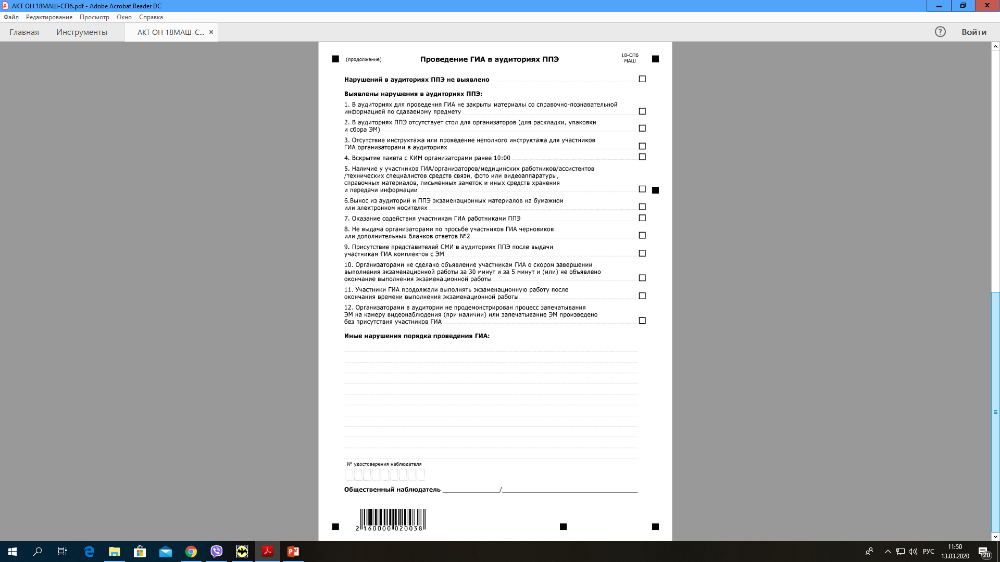 АКТ ОН 18МАШ-СПб.pdf - Adobe Acrobat Reader DC
Файл Редактирование Просмотр Окно Справка
Главная Инструменты АКТ ОН 18МАШ-С... × ? Войти
(продолжение) Проведение ГИА в аудиториях ППЭ 18-СПб
МАШ
Нарушений в аудиториях ППЭ не выявлено
Выявлены нарушения в аудиториях ППЭ:
1. В аудиториях для проведения ГИА не закрыты материалы со справочно-познавательной
информацией по сдаваемому предмету
2. В аудиториях ППЭ отсутствует стол для организаторов (для раскладки, упаковки
и сбора ЭМ)
3. Отсутствие инструктажа или проведение неполного инструктажа для участников
ГИА организаторами в аудиториях
4. Вскрытие пакета с КИМ организаторами ранее 10:00
5. Наличие у участников ГИА/организаторов/медицинских работников/ассистентов
/технических специалистов средств связи, фото или видеоаппаратуры,
справочных материалов, письменных заметок и иных средств хранения
и передачи информации
6.Вынос из аудиторий и ППЭ экзаменационных материалов на бумажном
или электронном носителях
7. Оказание содействия участникам ГИА работниками ППЭ
8. Не выдача организаторами по просьбе участников ГИА черновиков
или дополнительных бланков ответов №2
9. Присутствие представителей СМИ в аудиториях ППЭ после выдачи
участникам ГИА комплектов с ЭМ
10. Организаторами не сделано объявление участникам ГИА о скором завершении
выполнения экзаменационной работы за 30 минут и за 5 минут и (или) не объявлено
окончание выполнения экзаменационной работы
11. Участники ГИА продолжали выполнять экзаменационную работу после
окончания времени выполнения экзаменационной работы
12. Организаторами в аудитории не продемонстрирован процесс запечатывания
ЭМ на камеру видеонаблюдения (при наличии) или запечатывание ЭМ произведено
без присутствия участников ГИА
Иные нарушения порядка проведения ГИА:
№ удостоверения наблюдателя
Общественный наблюдатель ________________/______________________________________
2 160000 020038
РУС 11:50
13.03.2020 20